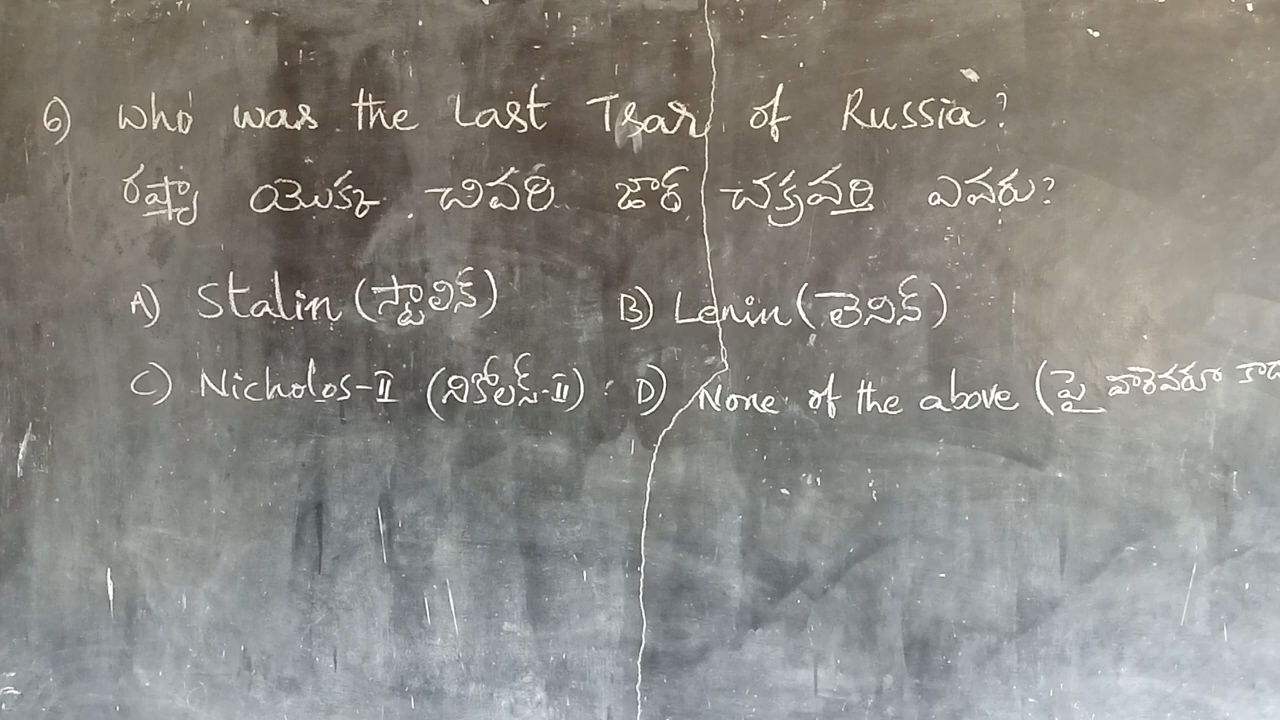 6) Who was the Last Tsar of Russia?
రష్యా యొక్క చివరి జార్ చక్రవర్తి ఎవరు?
A) Stalin (స్టాలిన్) B) Lenin (లెనిన్)
C) Nicholos-II (నికోలస్-II) D) None of the above (పై వారెవరూ కాదు